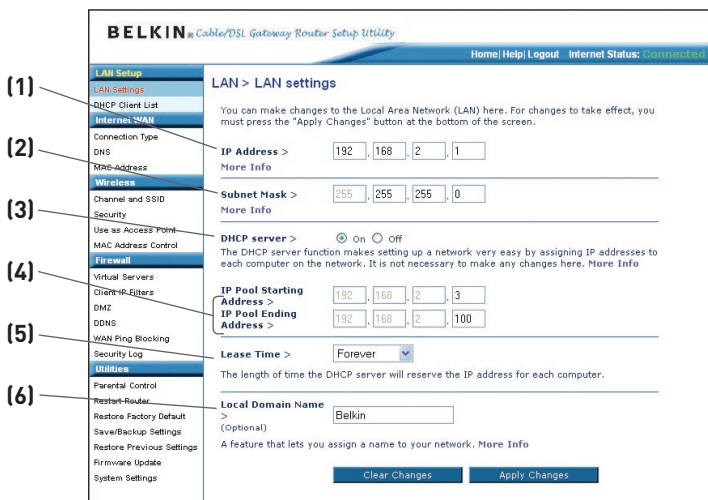 BELKIN® Cable/DSL Gateway Router Setup Utility
Home|Help|Logout Internet Status: Connected
LAN Setup
LAN Settings
DHCP Client List
Internet WAN
Connection Type
DNS
MAC Address
Wireless
Channel and SSID
Security
Use as Access Point
MAC Address Control
Firewall
Virtual Servers
Client IP Filters
DMZ
DDNS
WAN Ping Blocking
Security Log
Utilities
Parental Control
Restart Router
Restore Factory Default
Save/Backup Settings
Restore Previous Settings
Firmware Update
System Settings
LAN > LAN settings
You can make changes to the Local Area Network (LAN) here. For changes to take effect, you
must press the "Apply Changes" button at the bottom of the screen.
(1)
IP Address > 192 . 168 . 2 . 1
More Info
(2)
Subnet Mask > 255 . 255 . 255 . 0
More Info
(3)
DHCP server > On Off
The DHCP server function makes setting up a network very easy by assigning IP addresses to
each computer on the network. It is not necessary to make any changes here. More Info
(4)
IP Pool Starting
Address > 192 . 168 . 2 . 3
IP Pool Ending
Address > 192 . 168 . 2 . 100
(5)
Lease Time > Forever
The length of time the DHCP server will reserve the IP address for each computer.
(6)
Local Domain Name
> Belkin
(Optional)
A feature that lets you assign a name to your network. More Info
Clear Changes Apply Changes